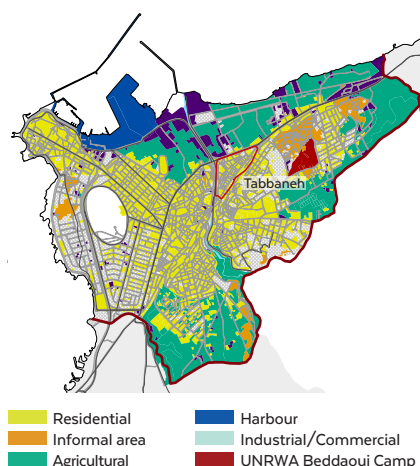 Tabbaneh
Residential
Informal area
Agricultural
Harbour
Industrial/Commercial
UNRWA Beddaoui Camp